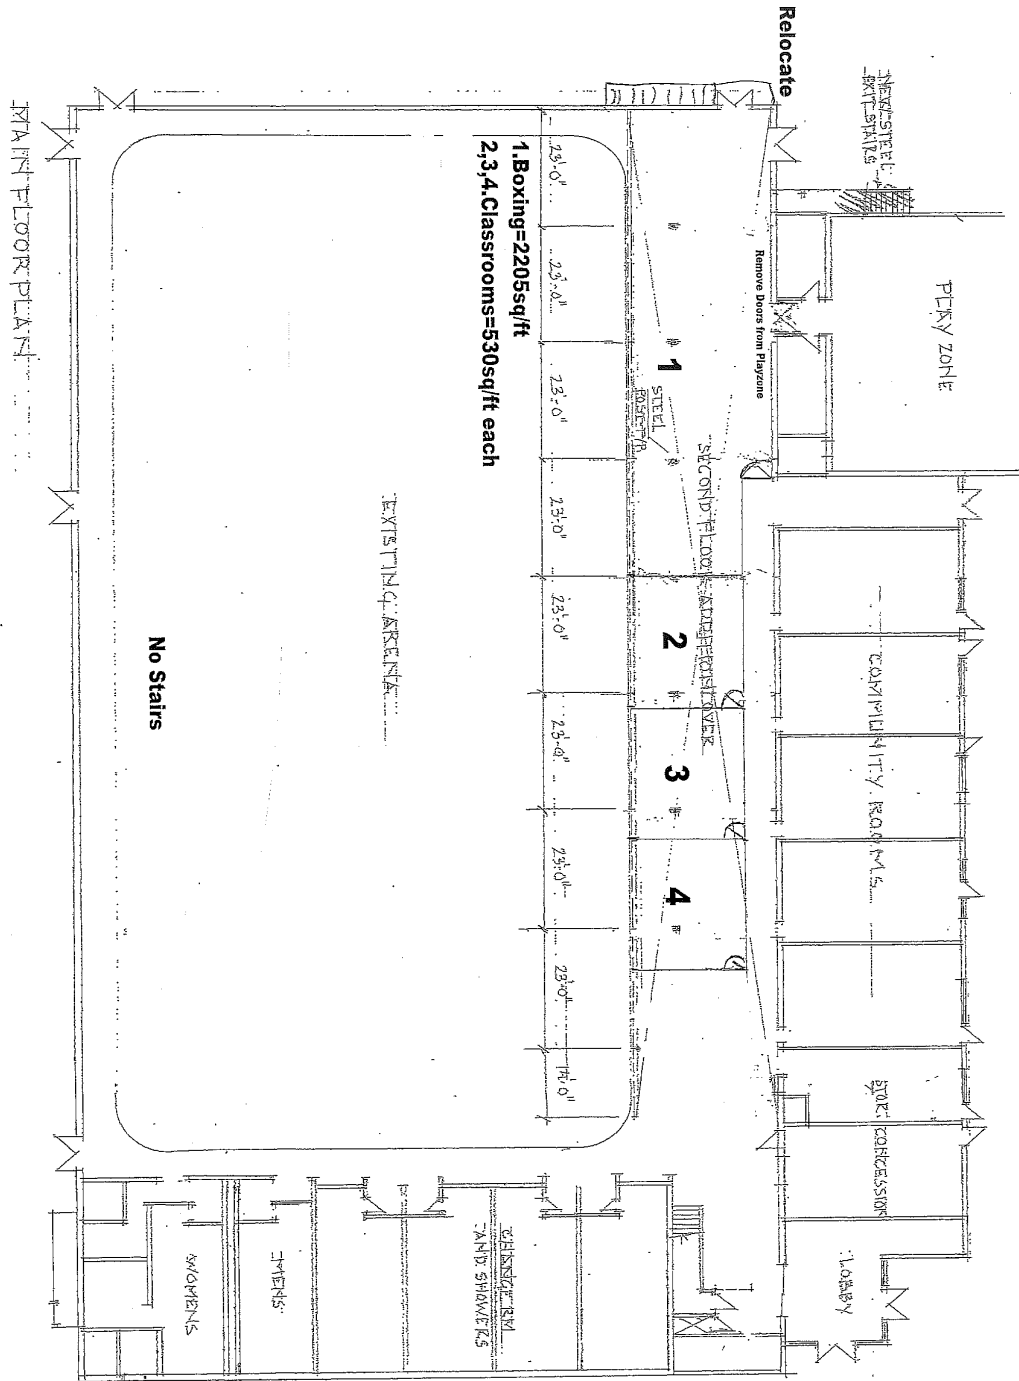 Relocate
NEW STEEL
EXIT STAIRS
PLAY ZONE
Remove Doors from Playzone
1.Boxing=2205sq/ft
2,3,4.Classrooms=530sq/ft each
23'-0"
23'-0"
23'-0"
23'-0"
23'-0"
23'-0"
23'-0"
23'-0"
1
2
3
4
STEEL
SECOND FLOOR ADDITION OVER
EXISTING ARENA
No Stairs
COMMUNITY ROOMS
CONCESSION
LOBBY
CHANGE RM
AND SHOWERS
MENS
WOMENS
MAIN FLOOR PLAN